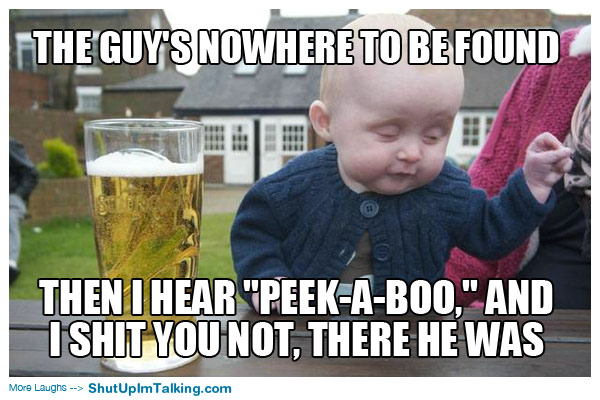 THE GUY'S NOWHERE TO BE FOUND
THEN I HEAR "PEEK-A-BOO," AND
I SHIT YOU NOT, THERE HE WAS
More Laughs --> ShutUpImTalking.com